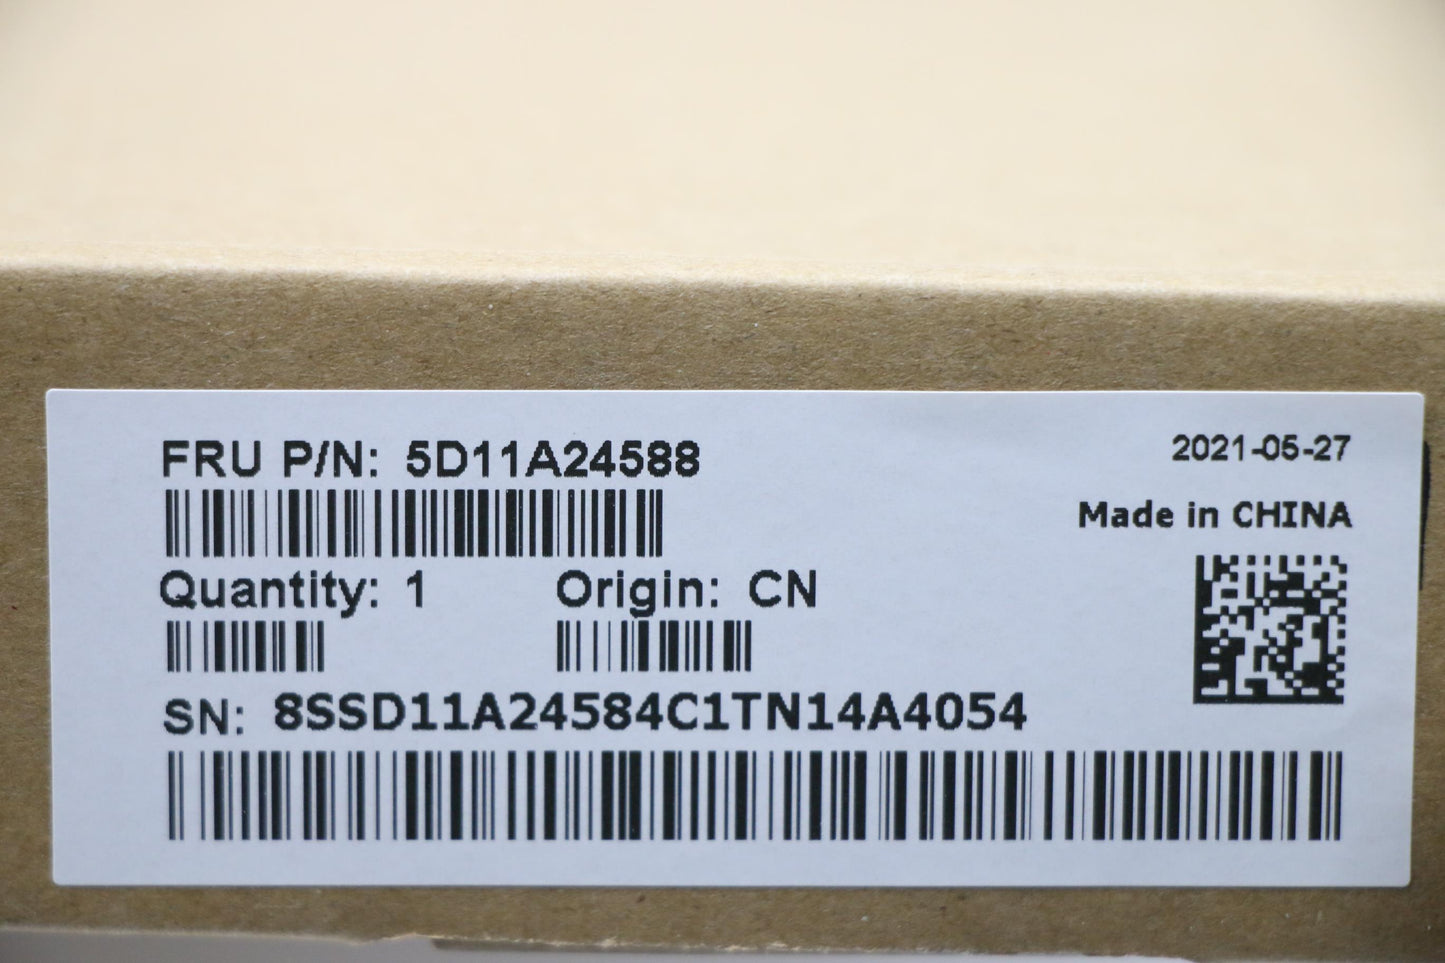 FRU P/N: 5D11A24588
2021-05-27
Made in CHINA
Quantity: 1
Origin: CN
SN: 8SSD11A24584C1TN14A4054